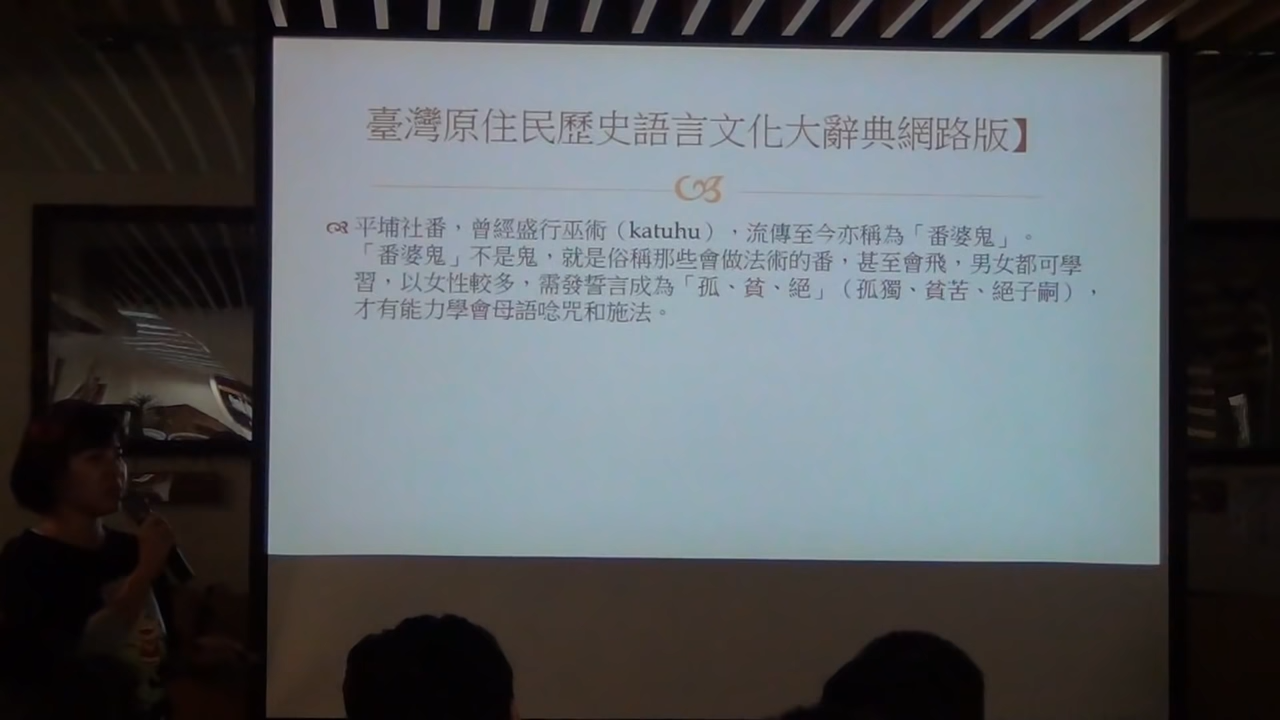 臺灣原住民歷史語言文化大辭典網路版】
平埔社番，曾經盛行巫術（katuhu），流傳至今亦稱為「番婆鬼」。
「番婆鬼」不是鬼，就是俗稱那些會做法術的番，甚至會飛，男女都可學
習，以女性較多，需發誓言成為「孤、貧、絕」（孤獨、貧苦、絕子嗣），
才有能力學會母語唸咒和施法。